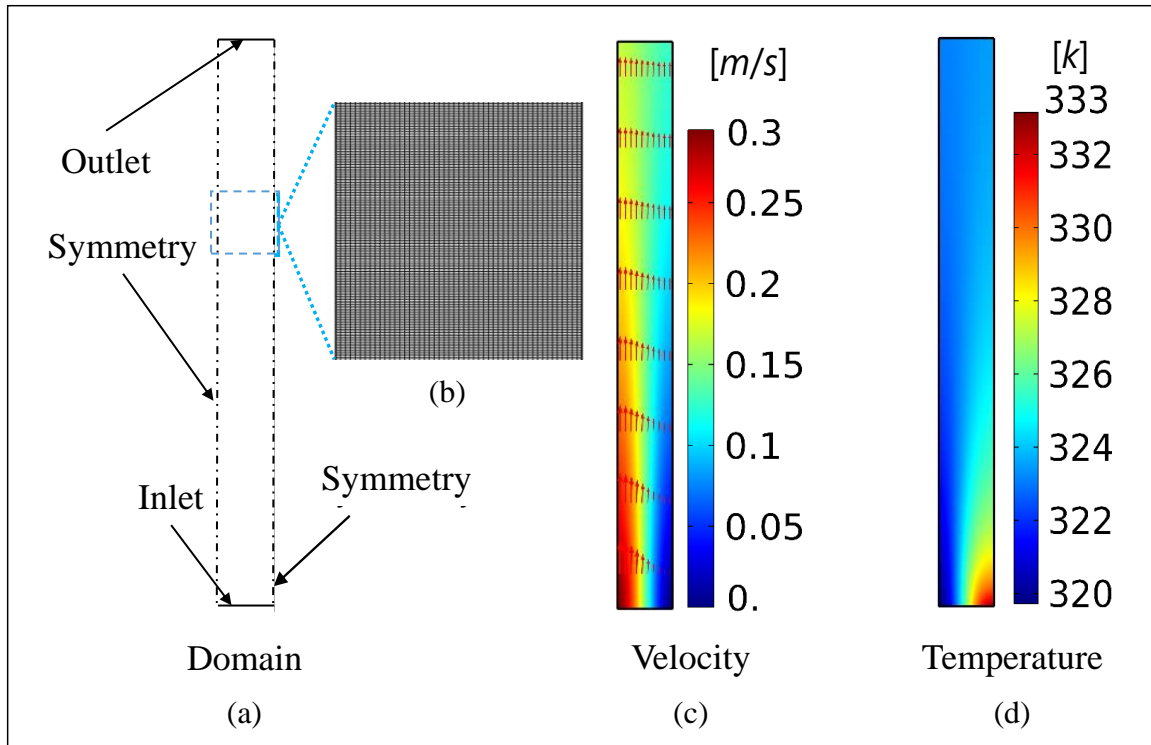 Outlet
Symmetry
Inlet
Symmetry
Domain
(a)
(b)
[m/s]
0.3
0.25
0.2
0.15
0.1
0.05
0.
Velocity
(c)
[k]
333
332
330
328
326
324
322
320
Temperature
(d)